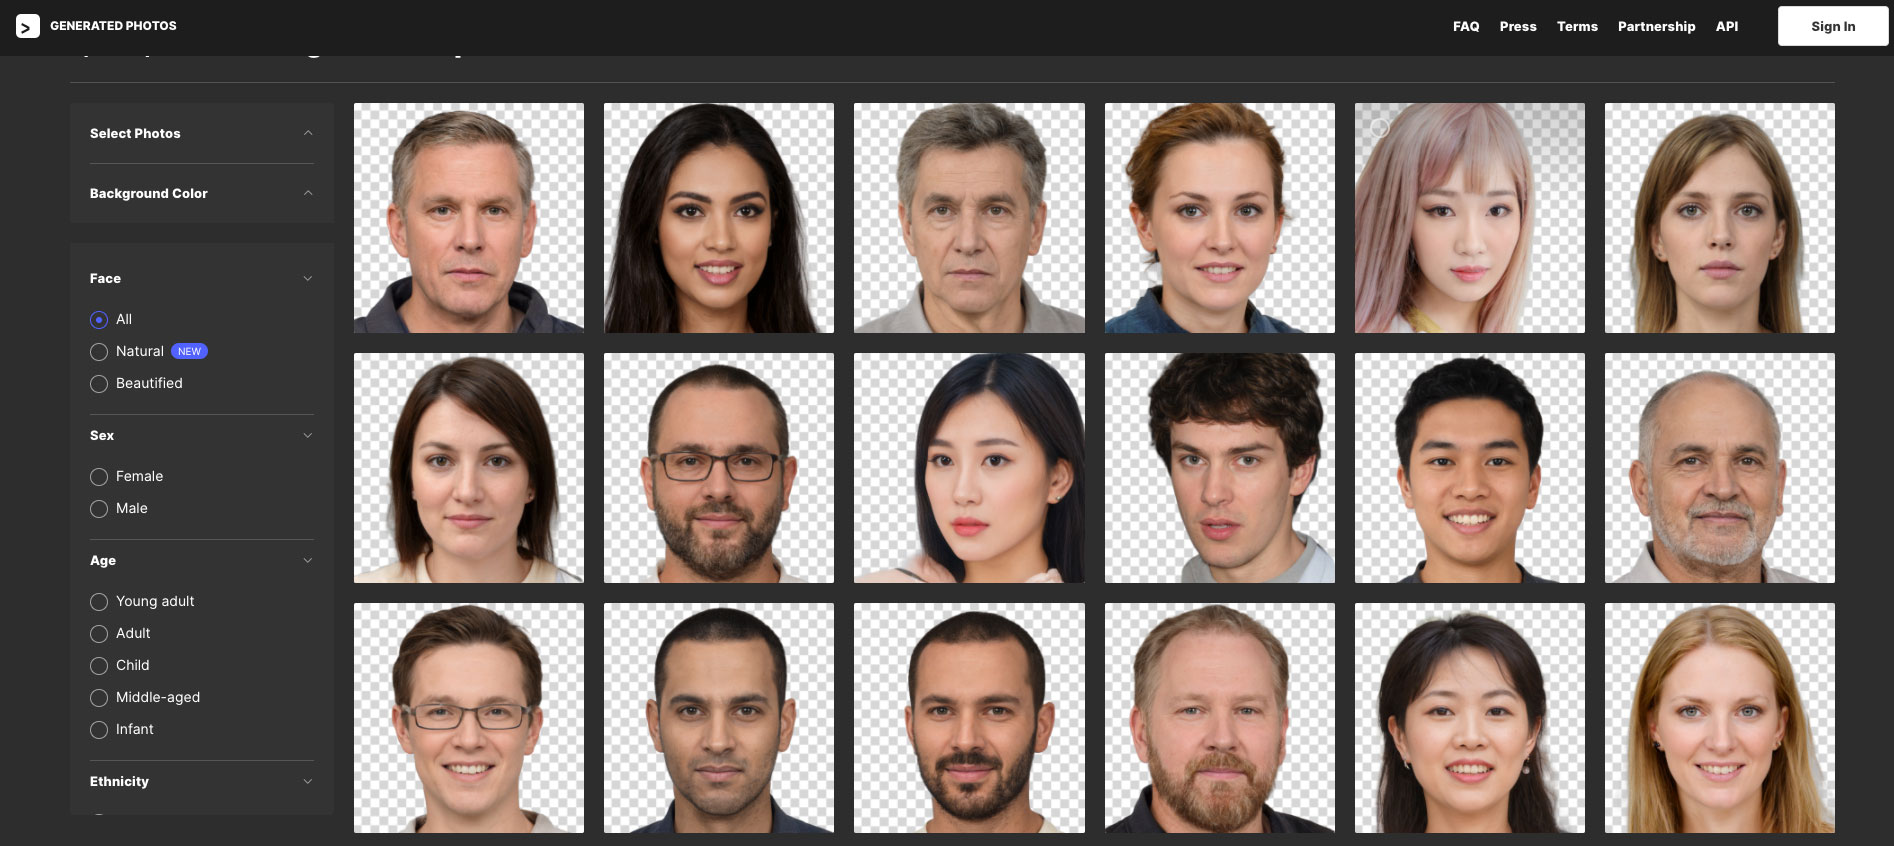 GENERATED PHOTOS
FAQ Press Terms Partnership API Sign In
Select Photos
Background Color
Face
All
Natural NEW
Beautified
Sex
Female
Male
Age
Young adult
Adult
Child
Middle-aged
Infant
Ethnicity